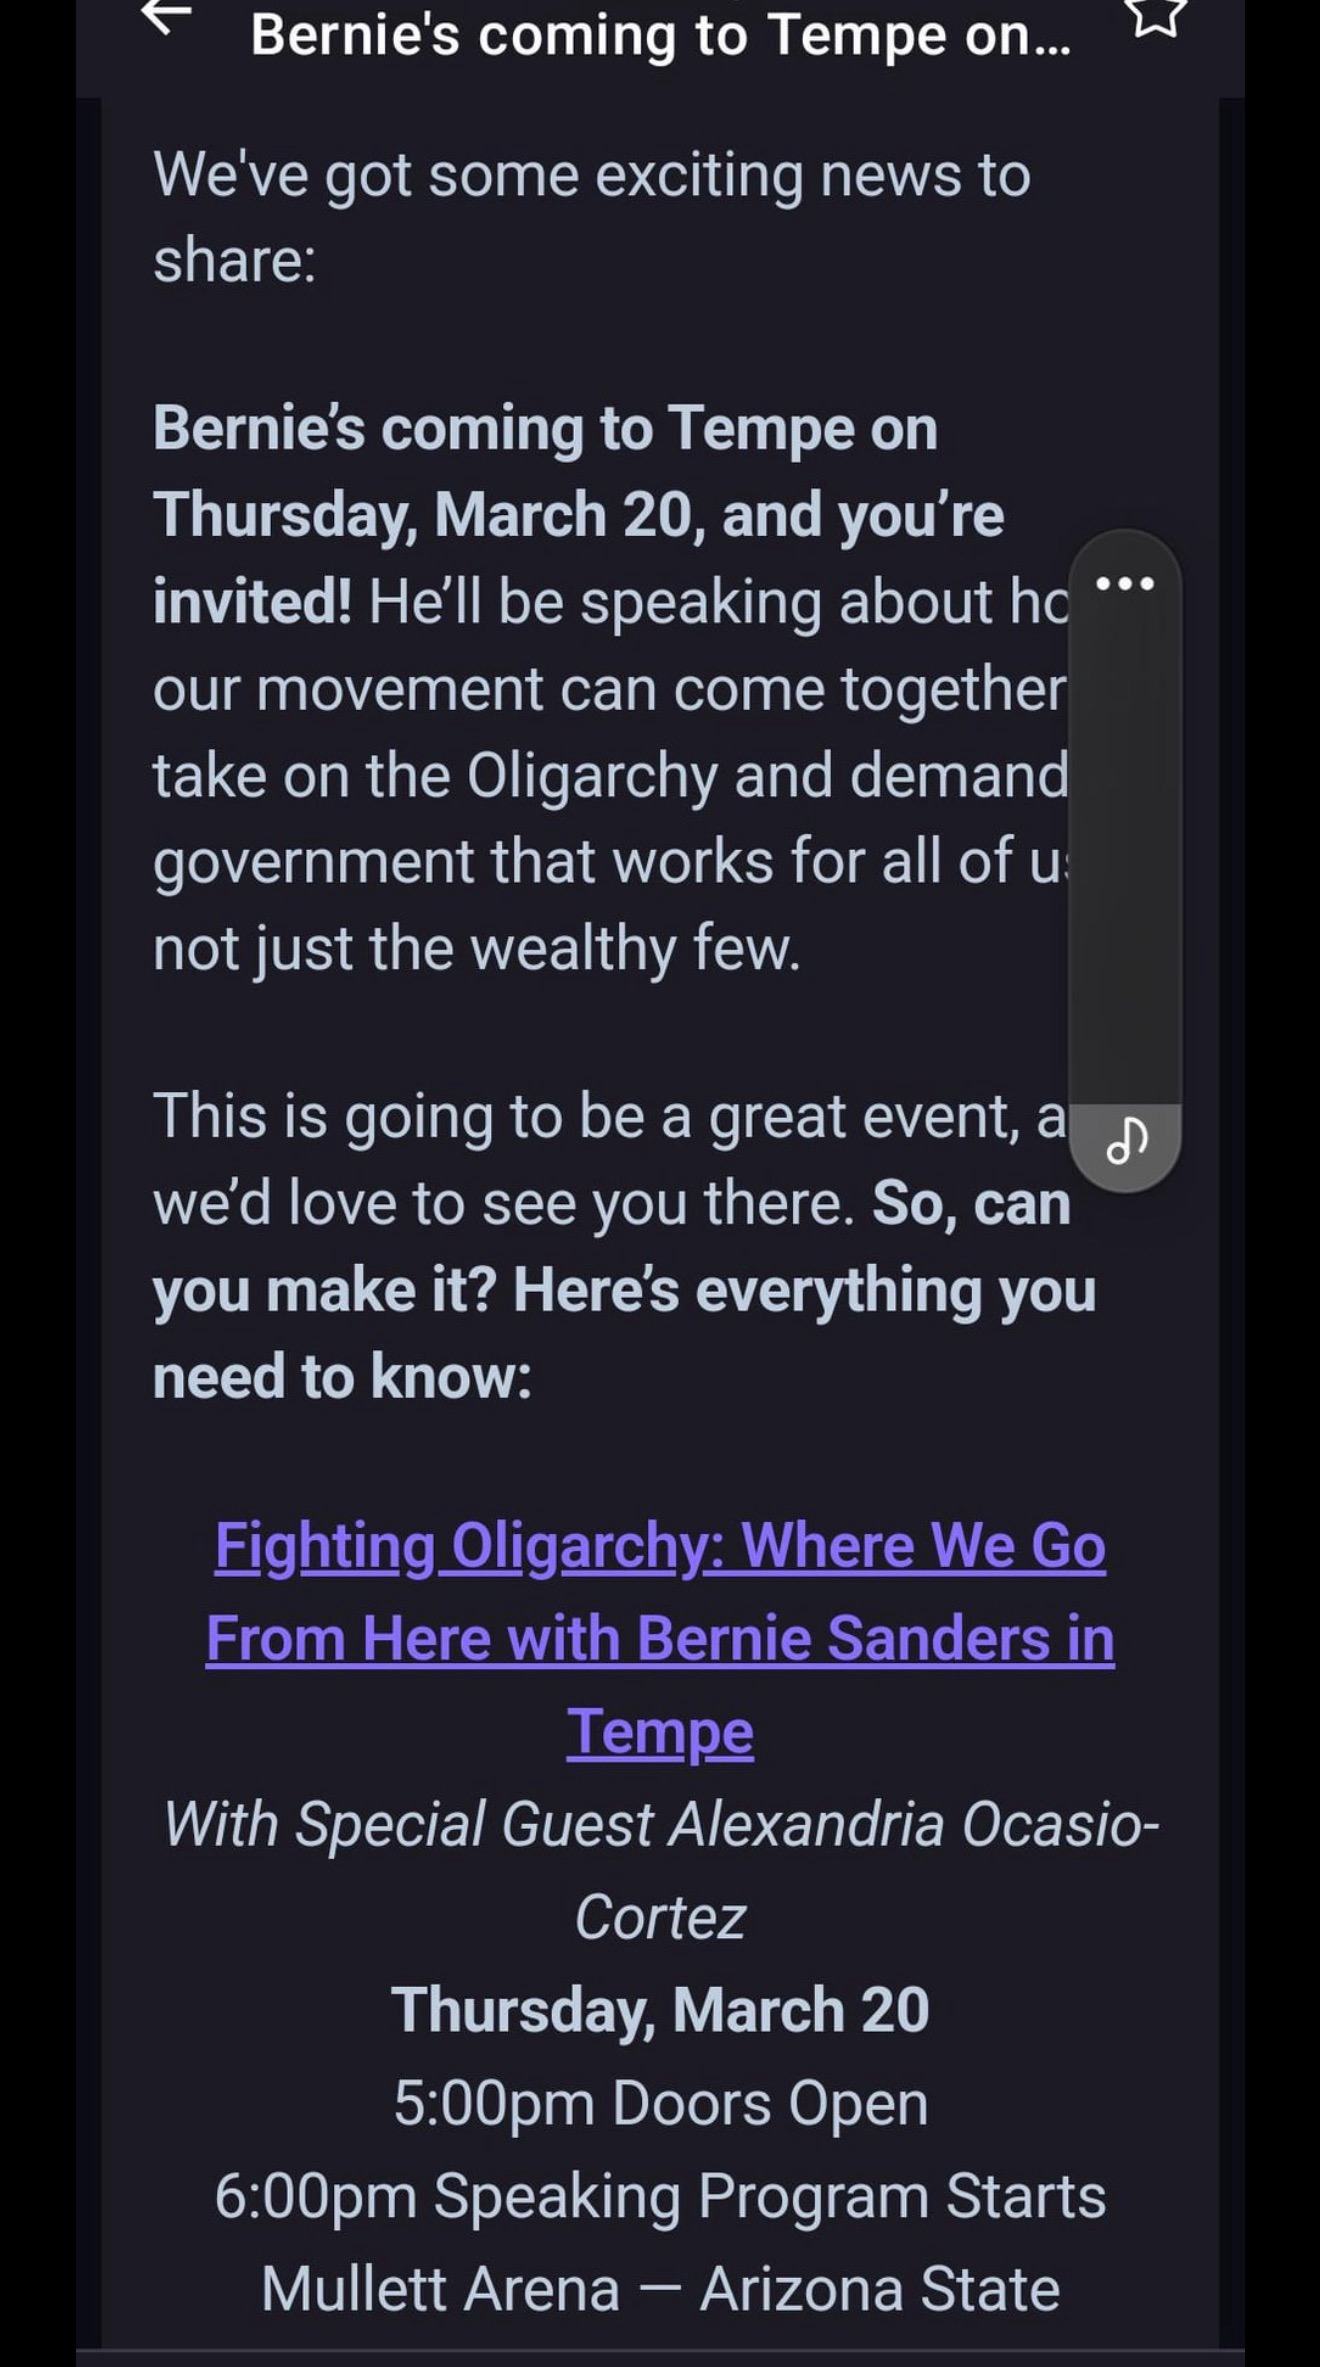 Bernie's coming to Tempe on...
We've got some exciting news to
share:
Bernie’s coming to Tempe on
Thursday, March 20, and you’re
invited! He’ll be speaking about
our movement can come together
take on the Oligarchy and demand
government that works for all of
not just the wealthy few.
This is going to be a great event,
we’d love to see you there. So, can
you make it? Here’s everything you
need to know:
Fighting Oligarchy: Where We Go
From Here with Bernie Sanders in
Tempe
With Special Guest Alexandria Ocasio-
Cortez
Thursday, March 20
5:00pm Doors Open
6:00pm Speaking Program Starts
Mullett Arena — Arizona State